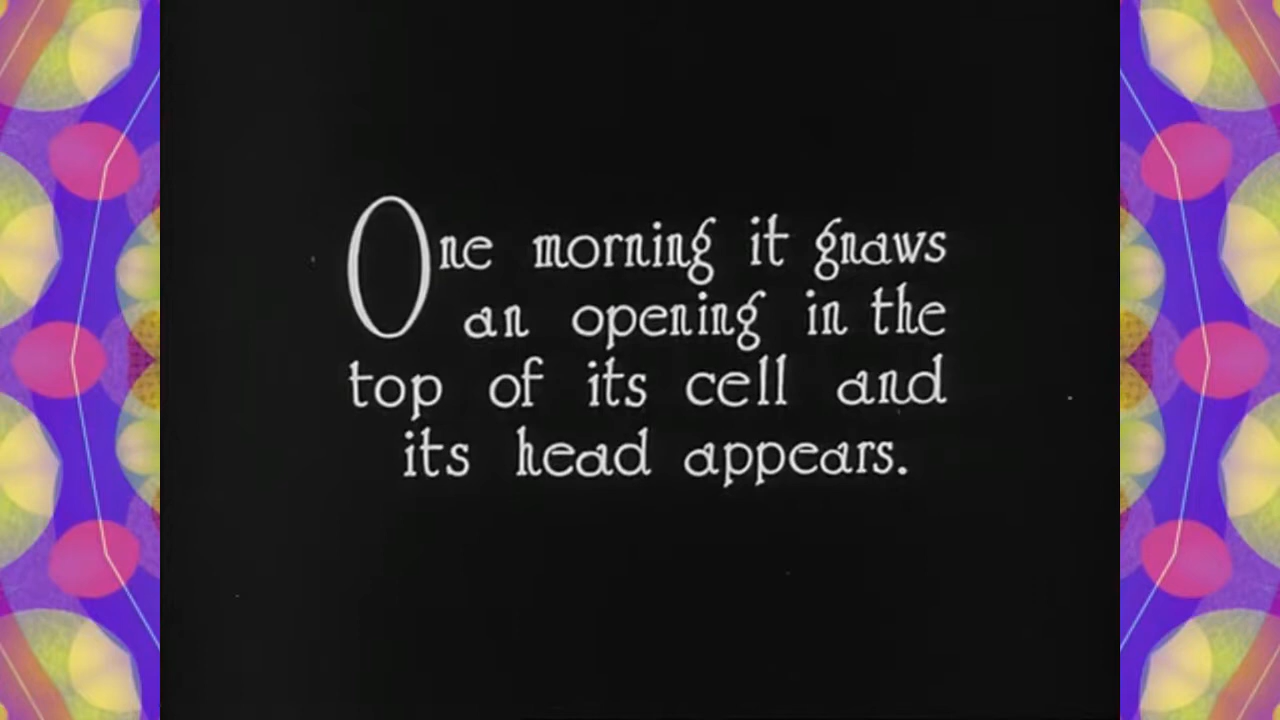 One morning it gnaws
an opening in the
top of its cell and
its head appears.